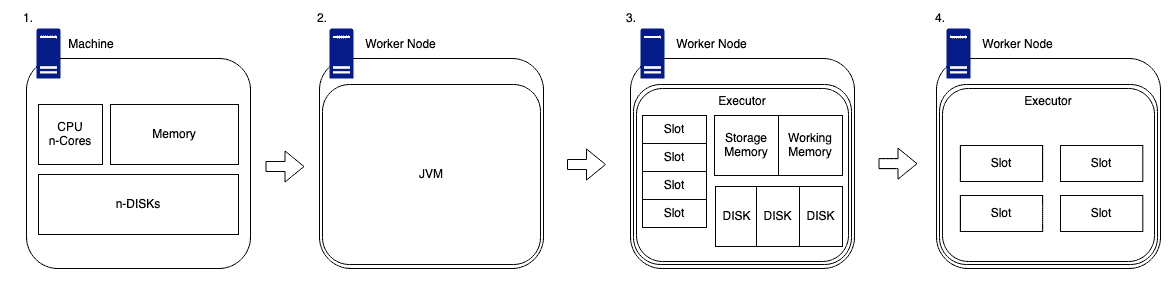 1.
Machine
CPU
n-Cores
Memory
n-DISKs
2.
Worker Node
JVM
3.
Worker Node
Executor
Slot
Slot
Slot
Slot
Storage
Memory
Working
Memory
DISK
DISK
DISK
4.
Worker Node
Executor
Slot
Slot
Slot
Slot